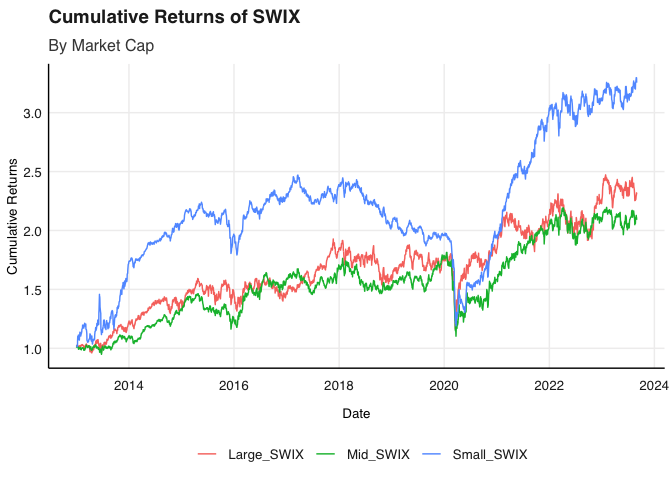 Cumulative Returns of SWIX
By Market Cap
Cumulative Returns
3.0
2.5
2.0
1.5
1.0
2014 2016 2018 2020 2022 2024
Date
Large_SWIX Mid_SWIX Small_SWIX